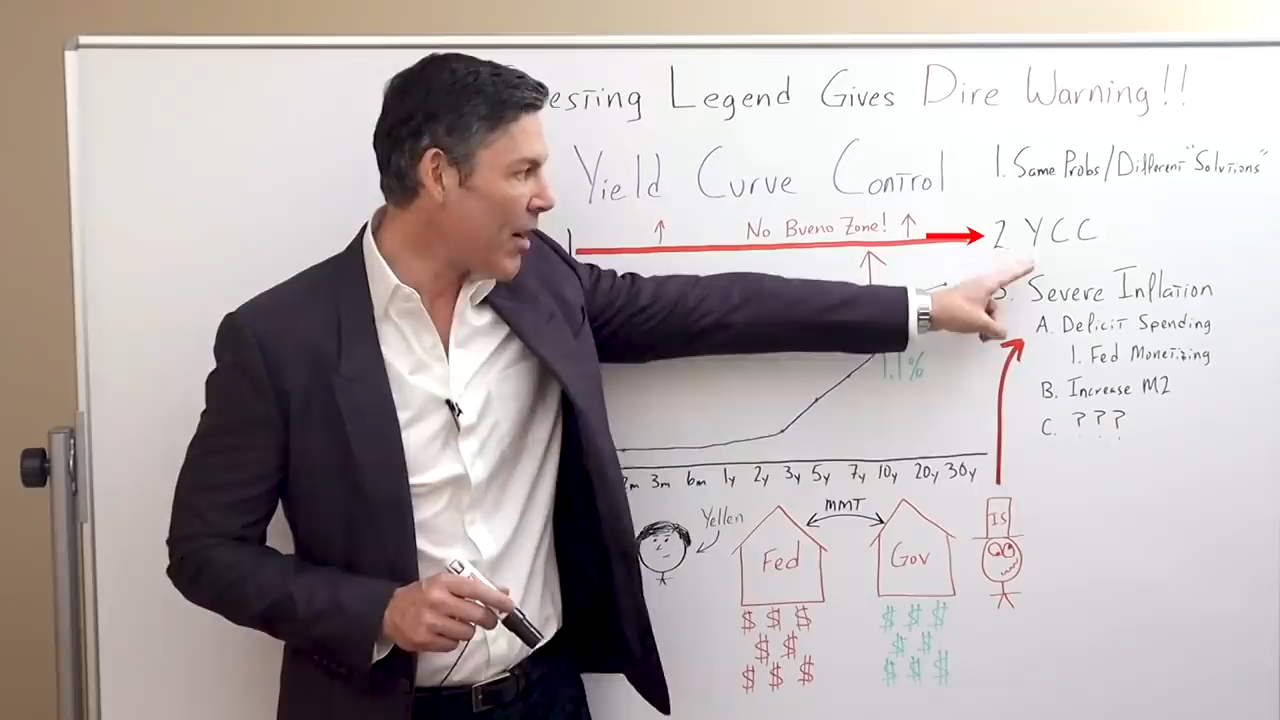 esting Legend Gives Dire Warning!!
Yield Curve Control
1. Same Probs/Different "Solutions"
No Bueno Zone!
2 YCC
3. Severe Inflation
A. Deficit Spending
1. Fed Monetizing
1.1%
B. Increase M2
C. ???
2m 3m 6m 1y 2y 3y 5y 7y 10y 20y 30y
Yellen
MMT
IS
Fed
Gov
$ $ $ $ $ $
$ $ $ $
$ $ $ $ $ $